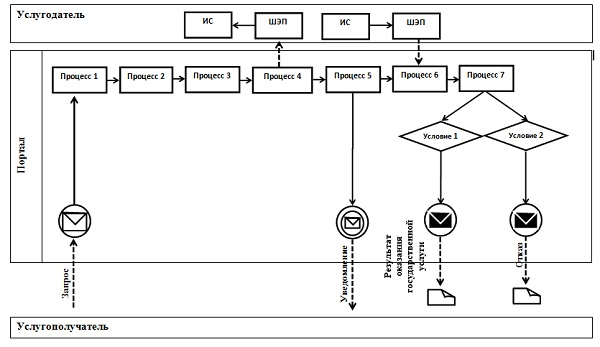 Услугодатель
ИС
ШЭП
ИС
ШЭП
Портал
Процесс 1
Процесс 2
Процесс 3
Процесс 4
Процесс 5
Процесс 6
Процесс 7
Условие 1
Условие 2
Запрос
Уведомление
Результат
оказания
государственной
услуги
Отказ
Услугополучатель